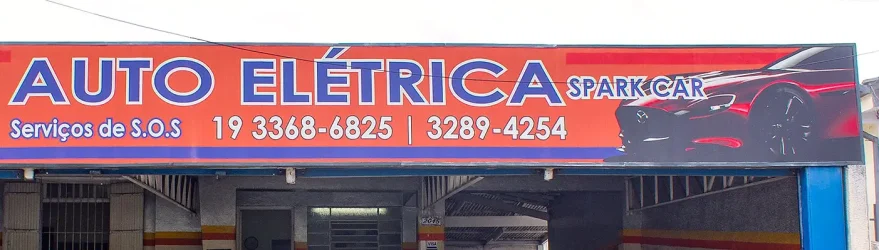 AUTO ELÉTRICA SPARK CAR
Serviços de S.O.S 19 3368-6825 | 3289-4254